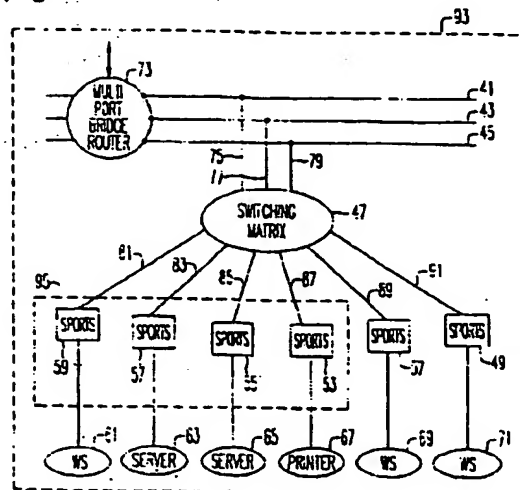 93
73
MULTI
PORT
BRIDGE
ROUTER
41
43
45
75
77
79
SWITCHING
MATRIX
47
81
83
85
87
89
91
95
SPORTS
SPORTS
SPORTS
SPORTS
SPORTS
SPORTS
59
57
55
53
57
49
WS
61
SERVER
63
SERVER
65
PRINTER
67
WS
69
WS
71